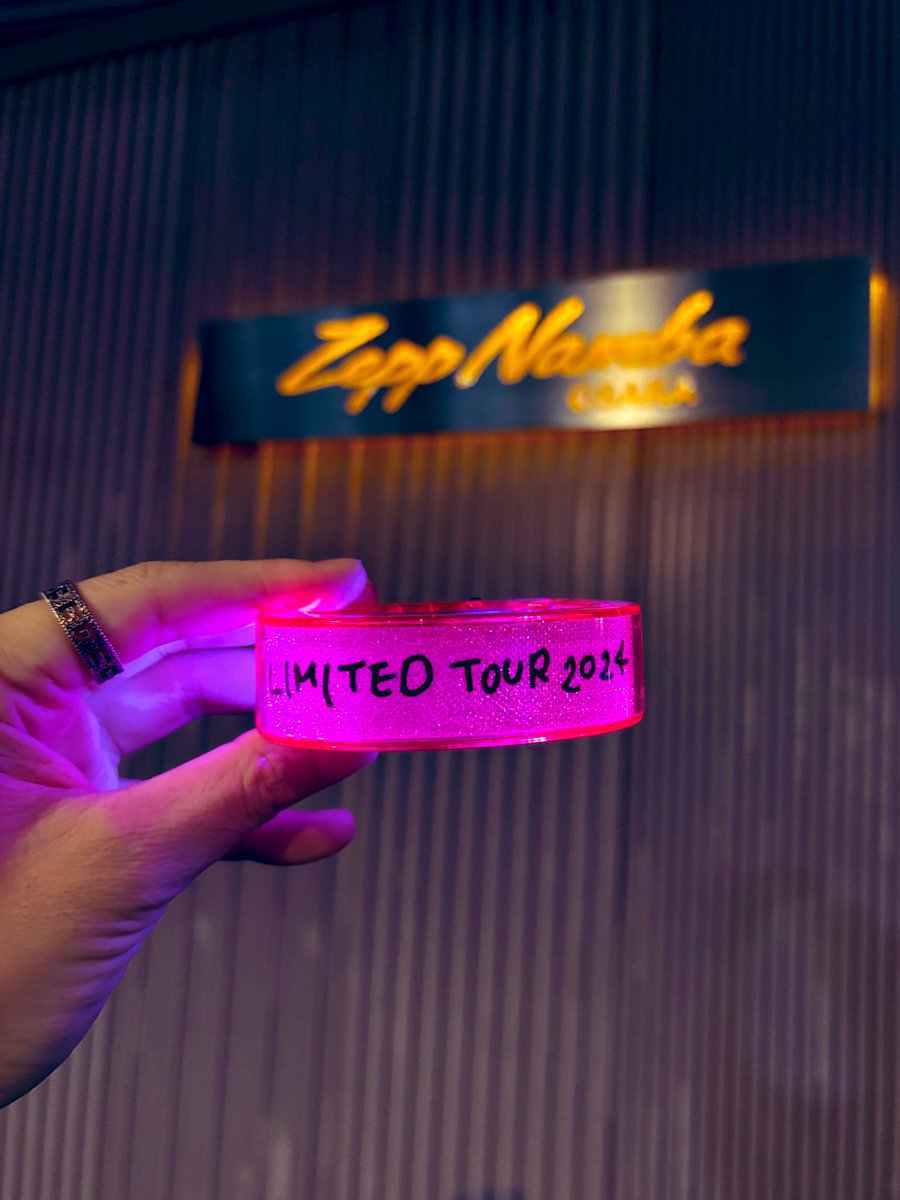 Zepp Namba
OSAKA
LIMITED TOUR 2024